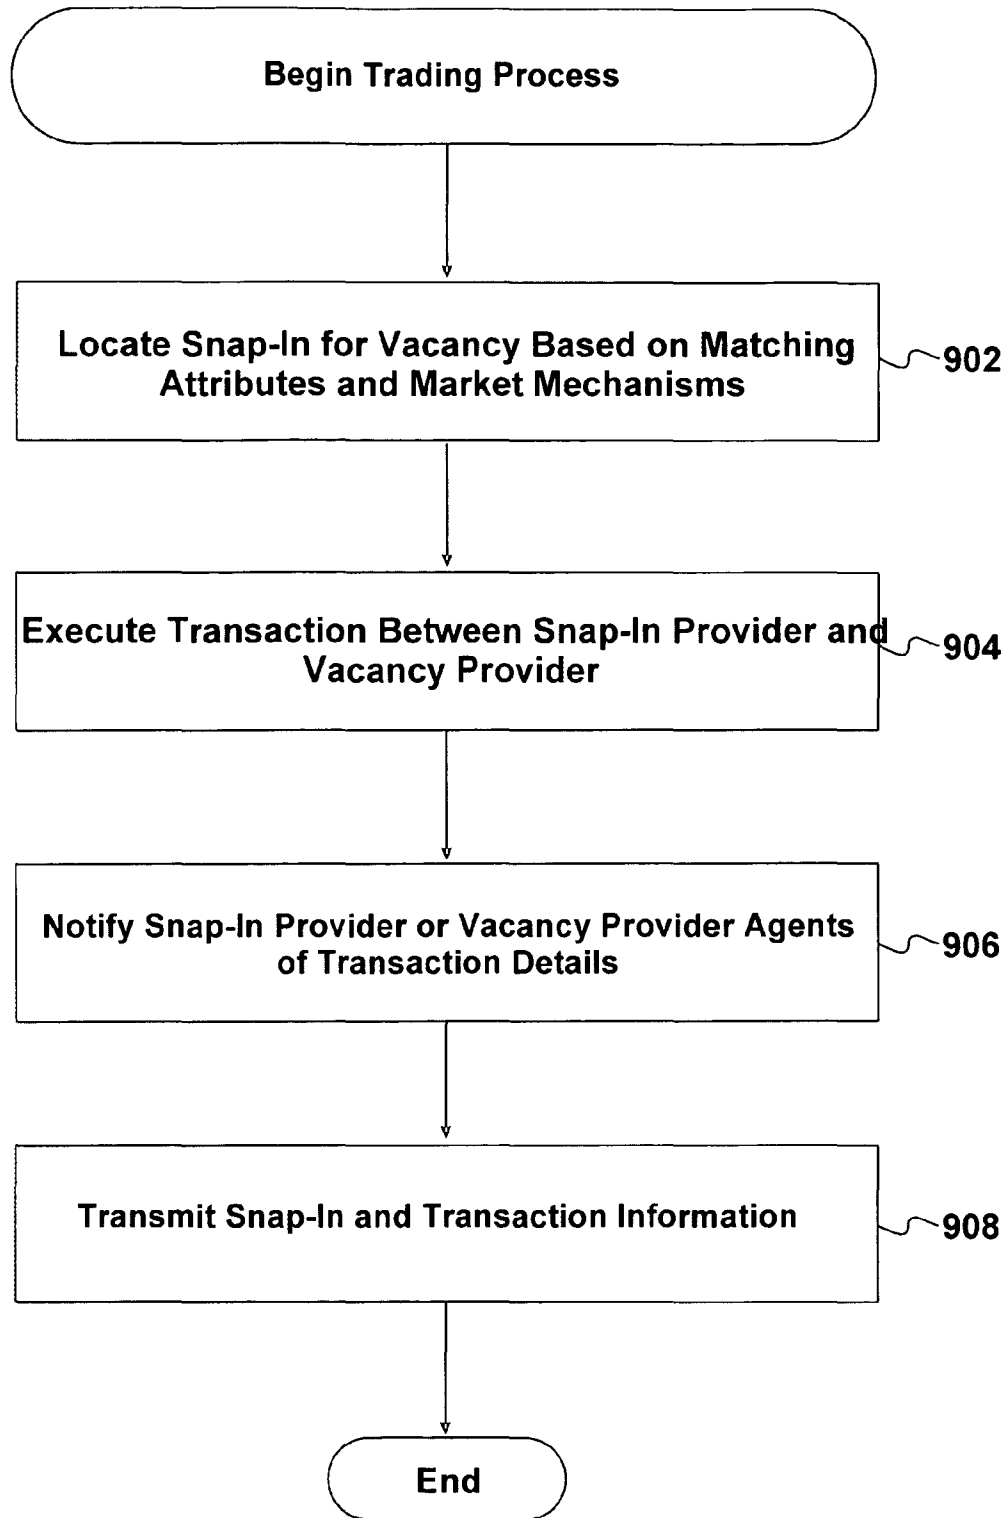 Begin Trading Process
Locate Snap-In for Vacancy Based on Matching
Attributes and Market Mechanisms
902
Execute Transaction Between Snap-In Provider and
Vacancy Provider
904
Notify Snap-In Provider or Vacancy Provider Agents
of Transaction Details
906
Transmit Snap-In and Transaction Information
908
End